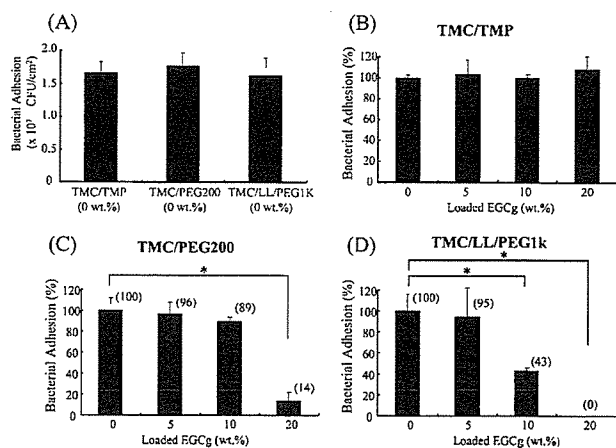 (A)
Bacterial Adhesion
(x 10⁷ CFU/cm²)
2.0
1.5
1.0
0.5
0
TMC/TMP
(0 wt.%)
TMC/PEG200
(0 wt.%)
TMC/LL/PEG1K
(0 wt.%)
(B)
TMC/TMP
Bacterial Adhesion (%)
120
100
80
60
40
20
0
0
5
10
20
Loaded EGCg (wt.%)
(C)
TMC/PEG200
*
Bacterial Adhesion (%)
120
100
80
60
40
20
0
(100)
(96)
(89)
(14)
0
5
10
20
Loaded EGCg (wt.%)
(D)
TMC/LL/PEG1k
*
*
Bacterial Adhesion (%)
120
100
80
60
40
20
0
(100)
(95)
(43)
(0)
0
5
10
20
Loaded EGCg (wt.%)